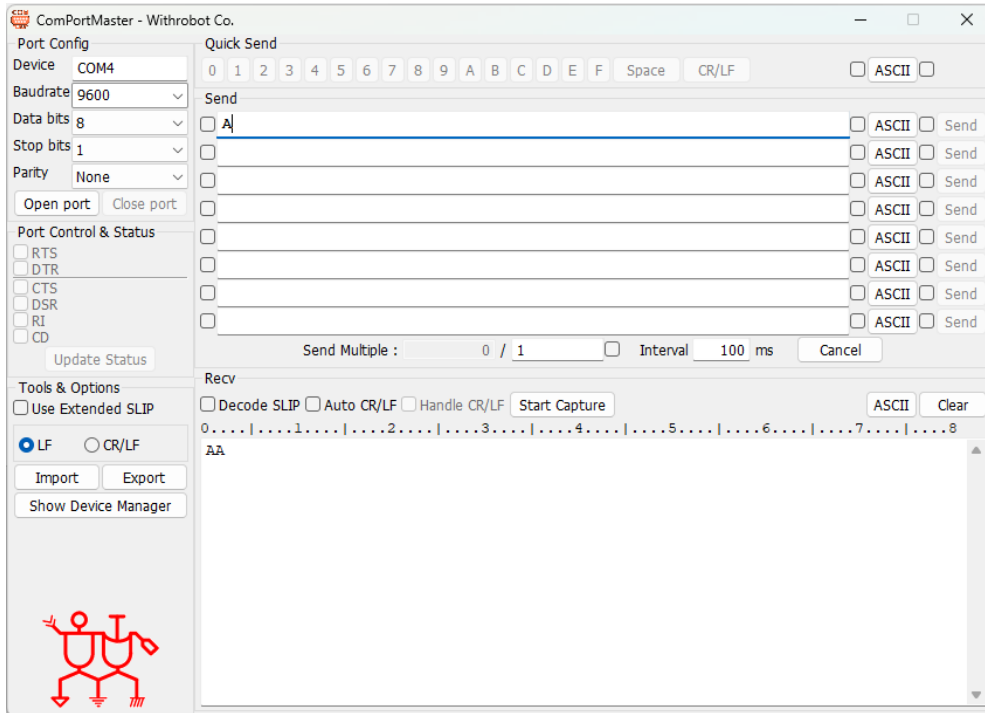 ComPortMaster - Withrobot Co.
Port Config
Device COM4
Baudrate 9600
Data bits 8
Stop bits 1
Parity None
Open port Close port
Port Control & Status
RTS
DTR
CTS
DSR
RI
CD
Update Status
Tools & Options
Use Extended SLIP
LF CR/LF
Import Export
Show Device Manager
Quick Send
0 1 2 3 4 5 6 7 8 9 A B C D E F Space CR/LF ASCII
Send
A ASCII Send
ASCII Send
ASCII Send
ASCII Send
ASCII Send
ASCII Send
ASCII Send
ASCII Send
Send Multiple : 0 / 1 Interval 100 ms Cancel
Recv
Decode SLIP Auto CR/LF Handle CR/LF Start Capture ASCII Clear
0....|....1....|....2....|....3....|....4....|....5....|....6....|....7....|....8
AA